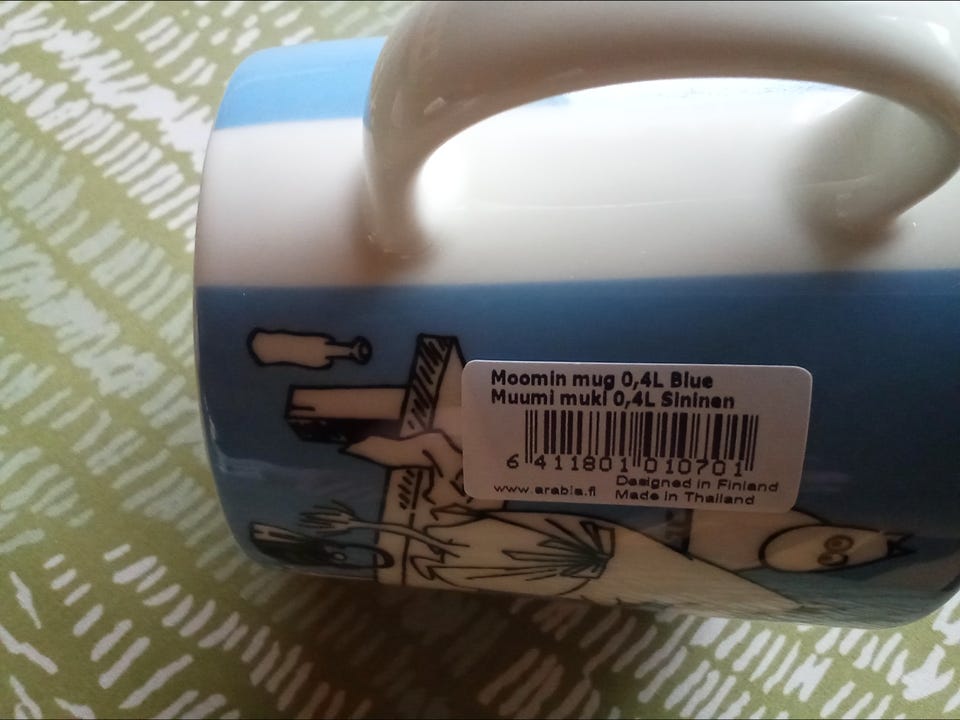 Moomin mug 0,4L Blue
Muumi muki 0,4L Sininen
6 411801 010701
www.arabia.fi
Designed in Finland
Made in Thailand